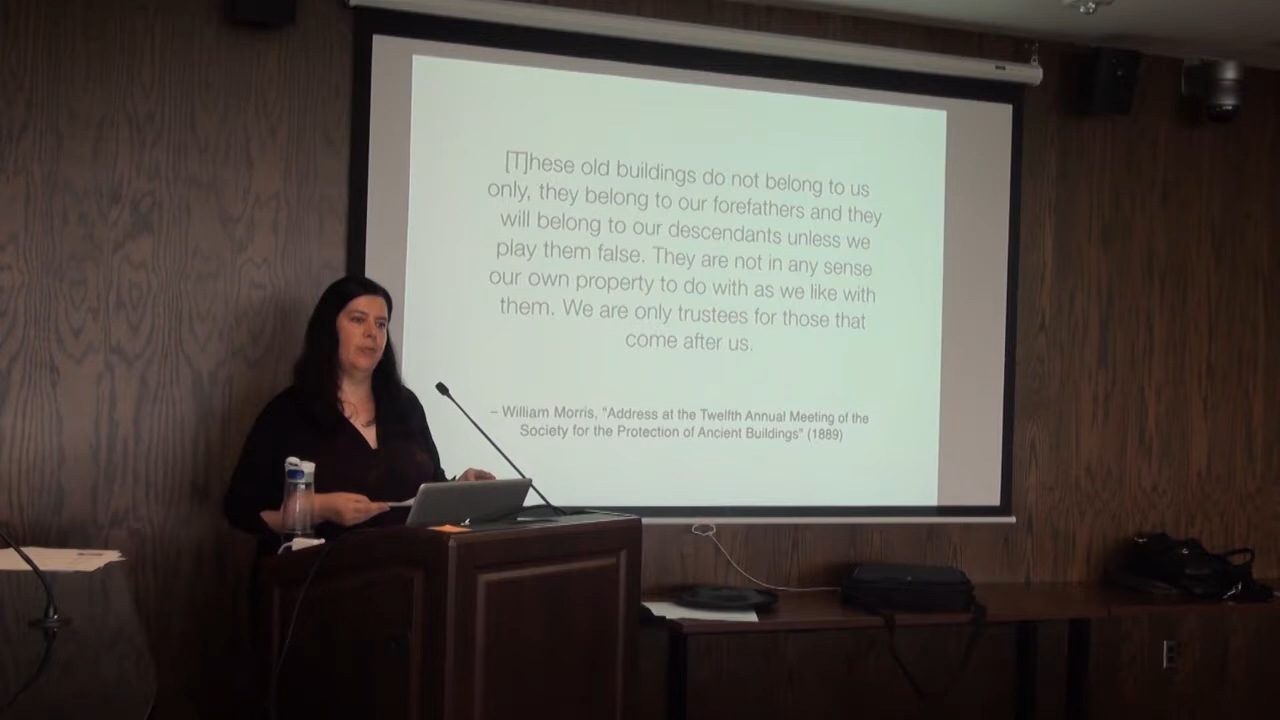 [T]hese old buildings do not belong to us
only, they belong to our forefathers and they
will belong to our descendants unless we
play them false. They are not in any sense
our own property to do with as we like with
them. We are only trustees for those that
come after us.
– William Morris, "Address at the Twelfth Annual Meeting of the
Society for the Protection of Ancient Buildings" (1889)